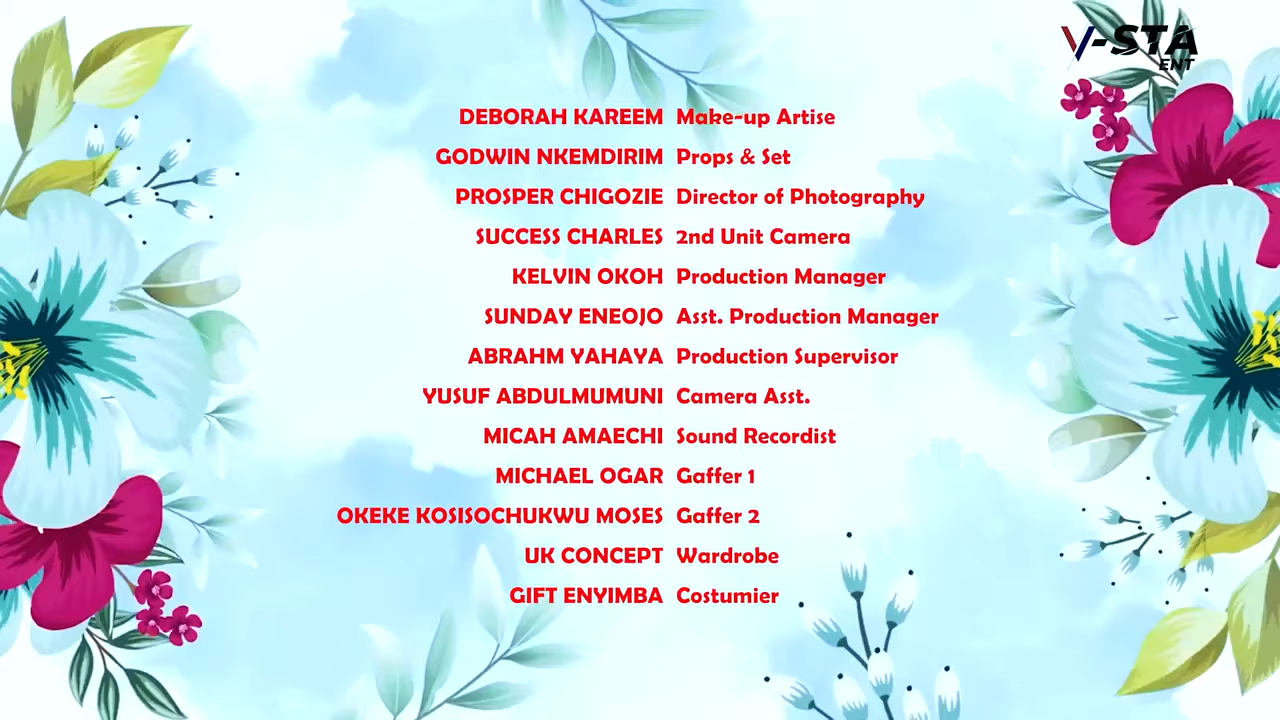 V-STA
ENT
DEBORAH KAREEM Make-up Artise
GODWIN NKEMDIRIM Props & Set
PROSPER CHIGOZIE Director of Photography
SUCCESS CHARLES 2nd Unit Camera
KELVIN OKOH Production Manager
SUNDAY ENEOJO Asst. Production Manager
ABRAHM YAHAYA Production Supervisor
YUSUF ABDULMUMUNI Camera Asst.
MICAH AMAECHI Sound Recordist
MICHAEL OGAR Gaffer 1
OKEKE KOSISOCHUKWU MOSES Gaffer 2
UK CONCEPT Wardrobe
GIFT ENYIMBA Costumier